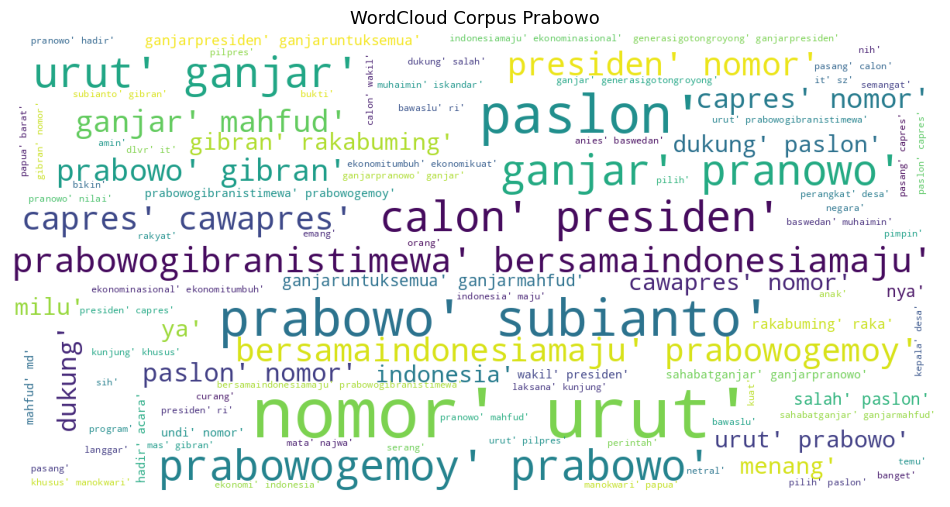 WordCloud Corpus Prabowo
pranowo' hadir'
ganjarpresiden' ganjaruntuksemua'
indonesiamaju' ekonominasional'
generasigotongroyong' ganjarpresiden'
pilpres'
nih'
urut' ganjar'
calon' wakil'
dukung' salah'
presiden' nomor'
pasang' calon'
muhaimin' iskandar'
ganjar' generasigotongroyong'
it' sz'
semangat'
subianto' gibran'
bukti'
paslon'
capres' nomor'
papua' barat'
gibran' nomor'
ganjar' mahfud'
bawaslu' ri'
urut' prabowogibranistimewa'
amin'
gibran' rakabuming'
anies' baswedan'
dukung' paslon'
pasang' capres'
paslon' capres'
dlvr' it'
prabowo' gibran'
ekonomitumbuh' ekonomikuat'
ganjar' pranowo'
ganjarpranowo' ganjar'
pilih'
bikin'
prabowogibranistimewa' prabowogemoy'
perangkat' desa'
pranowo' nilai'
negara'
capres' cawapres'
calon' presiden'
baswedan' muhaimin'
rakyat'
emang'
orang'
pimpin'
prabowogibranistimewa' bersamaindonesiamaju'
ganjaruntuksemua' ganjarmahfud'
cawapres' nomor'
ekonominasional' ekonomitumbuh'
indonesia' maju'
anak'
nya'
milu'
presiden' capres'
prabowo' subianto'
ya'
rakabuming' raka'
kepala' desa'
dukung'
mahfud' md'
kunjung' khusus'
bersamaindonesiamaju' prabowogemoy'
sih'
paslon' nomor'
indonesia'
wakil' presiden'
sahabatganjar' ganjarpranowo'
bersamaindonesiamaju' prabowogibranistimewa'
laksana' kunjung'
kuat'
curang'
nomor' urut'
salah' paslon'
hadir' acara'
presiden' ri'
pranowo' mahfud'
sahabatganjar' ganjarmahfud'
program'
undi' nomor'
bawaslu'
langgar'
mas' gibran'
mata' najwa'
urut' pilpres'
urut' prabowo'
serang'
perintah'
pasang'
prabowogemoy' prabowo'
netral'
menang'
temu'
banget'
khusus' manokwari'
ekonomi' indonesia'
manokwari' papua'
pilih' paslon'